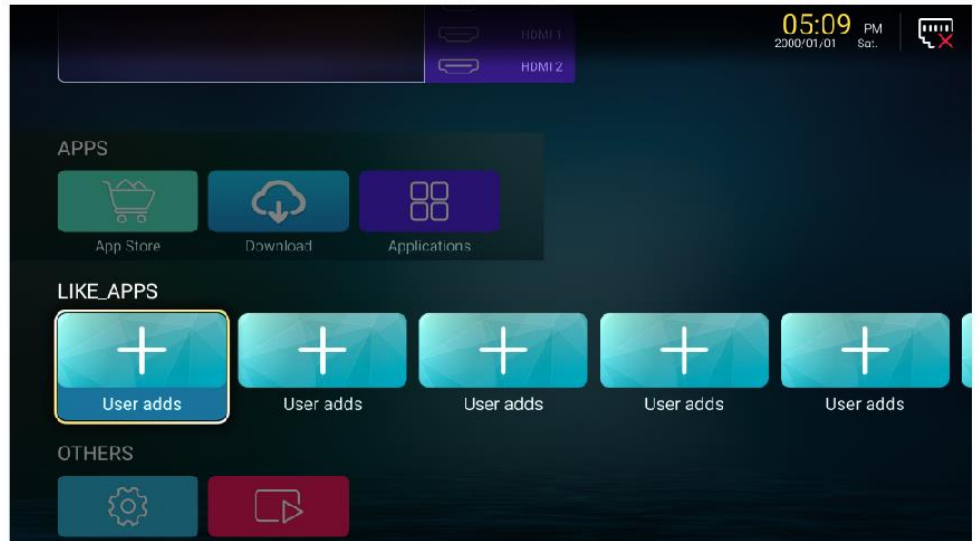 05:09 PM
2000/01/01 Sat.
HDMI 1
HDMI 2
APPS
App Store
Download
Applications
LIKE_APPS
User adds
User adds
User adds
User adds
User adds
OTHERS